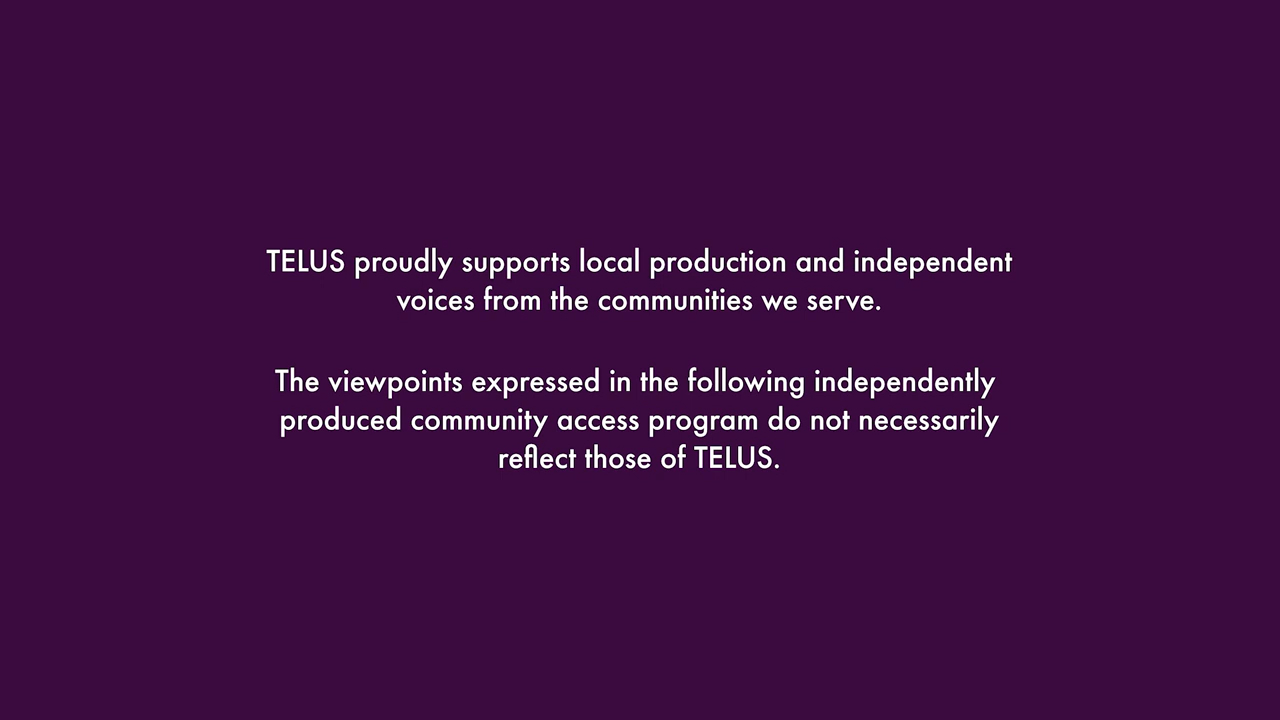 TELUS proudly supports local production and independent
voices from the communities we serve.
The viewpoints expressed in the following independently
produced community access program do not necessarily
reflect those of TELUS.